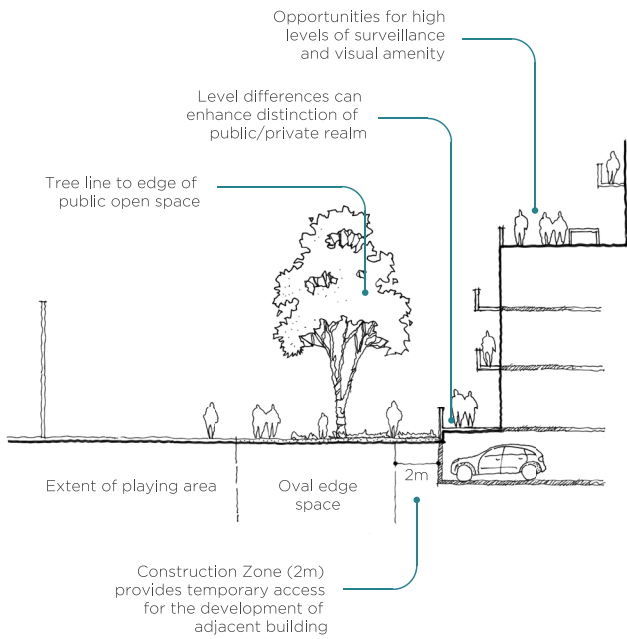 Opportunities for high
levels of surveillance
and visual amenity
Level differences can
enhance distinction of
public/private realm
Tree line to edge of
public open space
Extent of playing area
Oval edge
space
2m
Construction Zone (2m)
provides temporary access
for the development of
adjacent building